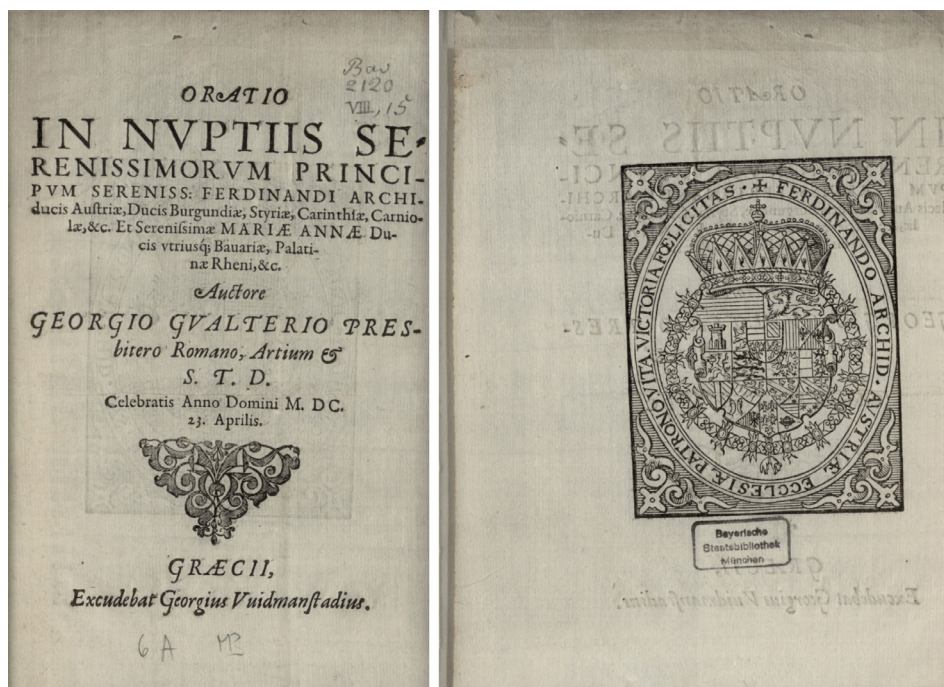 Bav
2120
VIII, 15
ORATIO
IN NVPTIIS SE-
RENISSIMORVM PRINCI-
PVM SERENISS: FERDINANDI ARCHI-
ducis Auſtriæ, Ducis Burgundiæ, Styriæ, Carinthiæ, Carnio-
læ, &c. Et Sereniſsimæ MARIÆ ANNÆ Du-
cis vtriusq́; Bauariæ, Palati-
næ Rheni, &c.
Auctore
GEORGIO GVALTERIO PRES-
bitero Romano, Artium &
S. T. D.
Celebratis Anno Domini M. DC.
23. Aprilis.
GRÆCII,
Excudebat Georgius Vuidmanſtadius.
6 A
✠ FERDINANDO ARCHID. AVSTRIÆ ECCLESIÆ PATRONO VITA. VICTORIA FŒLICITAS.
Bayerische
Staatsbibliothek
München